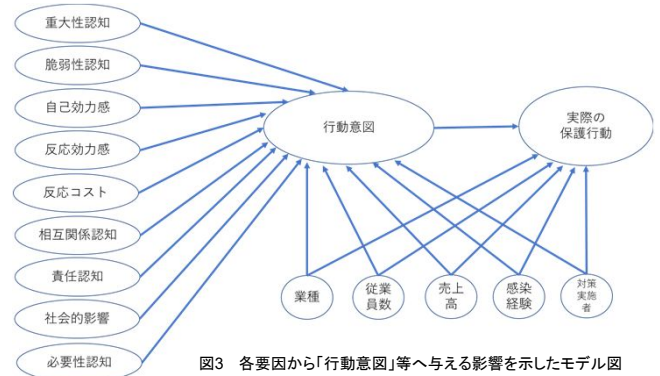 重大性認知
脆弱性認知
自己効力感
反応効力感
反応コスト
相互関係認知
責任認知
社会的影響
必要性認知
行動意図
実際の
保護行動
業種
従業
員数
売上
高
感染
経験
対策
実施
者
図3　各要因から「行動意図」等へ与える影響を示したモデル図